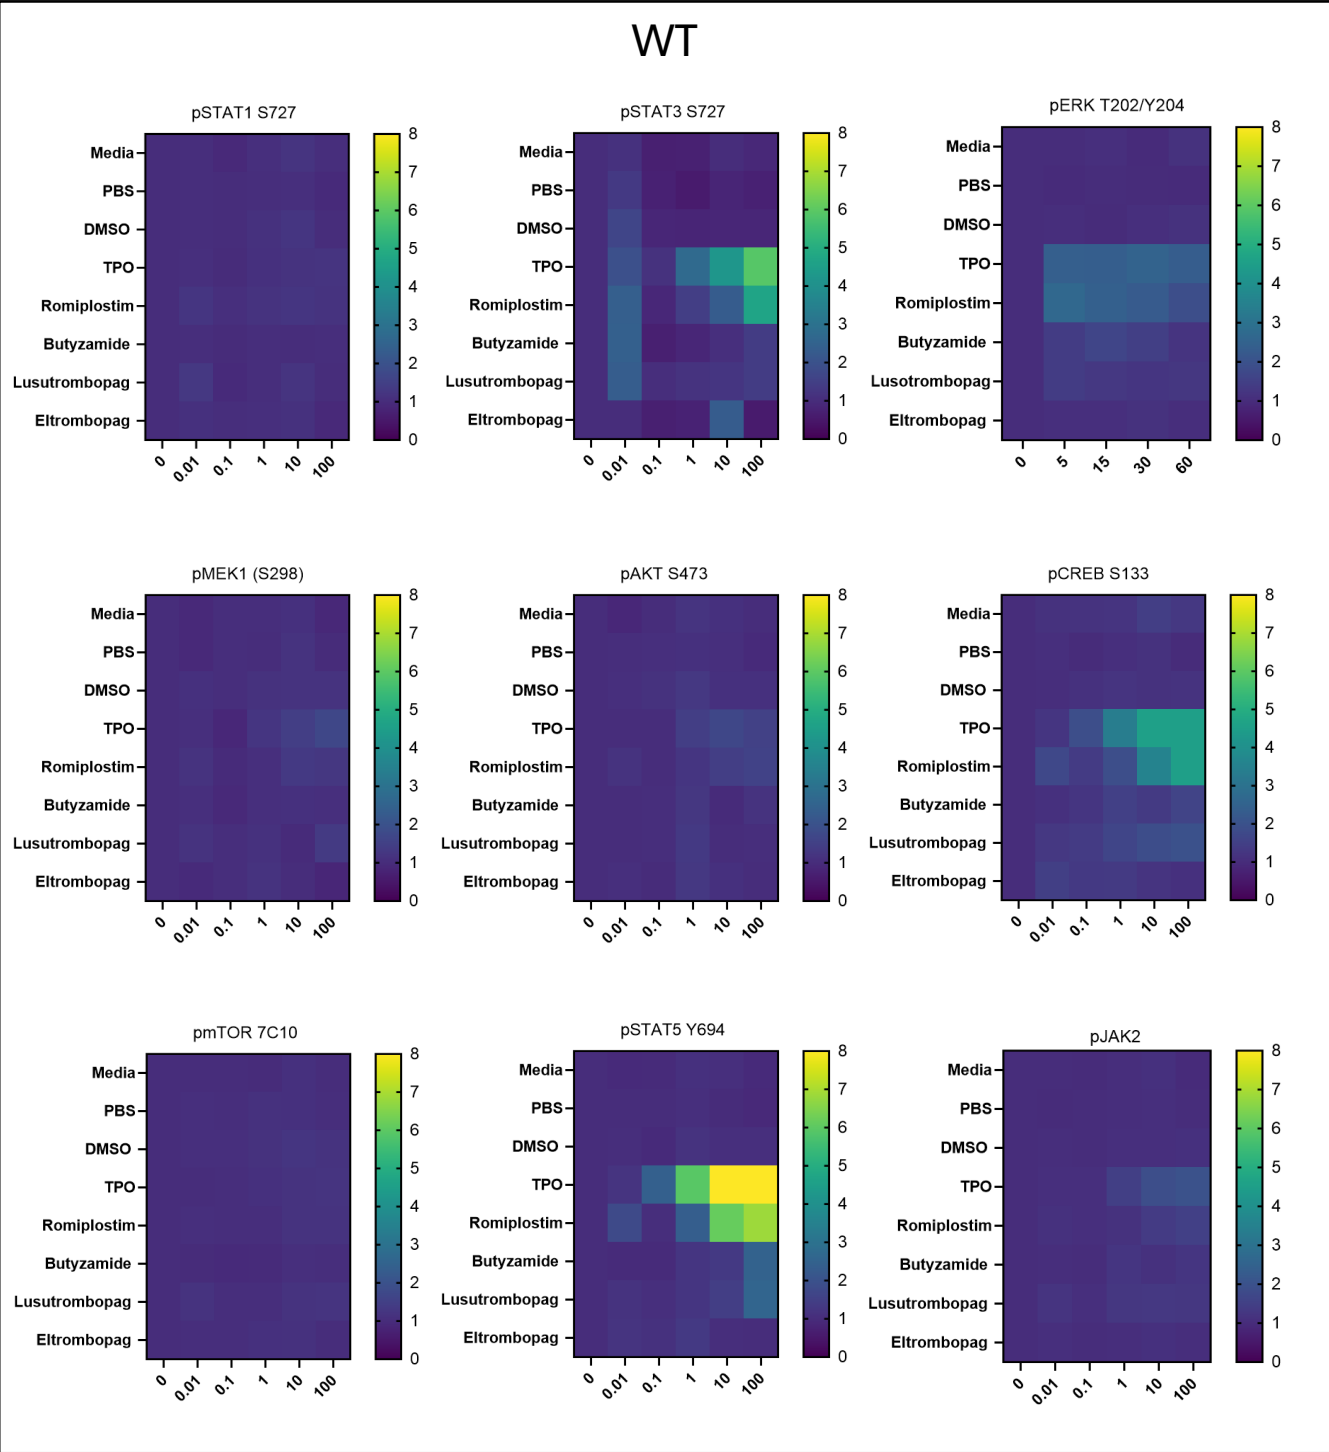 WT
pSTAT1 S727
Media
PBS
DMSO
TPO
Romiplostim
Butyzamide
Lusutrombopag
Eltrombopag
0 0.01 0.1 1 10 100
8
7
6
5
4
3
2
1
0
pSTAT3 S727
Media
PBS
DMSO
TPO
Romiplostim
Butyzamide
Lusutrombopag
Eltrombopag
0 0.01 0.1 1 10 100
8
7
6
5
4
3
2
1
0
pERK T202/Y204
Media
PBS
DMSO
TPO
Romiplostim
Butyzamide
Lusotrombopag
Eltrombopag
0 5 15 30 60
8
7
6
5
4
3
2
1
0
pMEK1 (S298)
Media
PBS
DMSO
TPO
Romiplostim
Butyzamide
Lusutrombopag
Eltrombopag
0 0.01 0.1 1 10 100
8
7
6
5
4
3
2
1
0
pAKT S473
Media
PBS
DMSO
TPO
Romiplostim
Butyzamide
Lusutrombopag
Eltrombopag
0 0.01 0.1 1 10 100
8
7
6
5
4
3
2
1
0
pCREB S133
Media
PBS
DMSO
TPO
Romiplostim
Butyzamide
Lusutrombopag
Eltrombopag
0 0.01 0.1 1 10 100
8
7
6
5
4
3
2
1
0
pmTOR 7C10
Media
PBS
DMSO
TPO
Romiplostim
Butyzamide
Lusutrombopag
Eltrombopag
0 0.01 0.1 1 10 100
8
7
6
5
4
3
2
1
0
pSTAT5 Y694
Media
PBS
DMSO
TPO
Romiplostim
Butyzamide
Lusutrombopag
Eltrombopag
0 0.01 0.1 1 10 100
8
7
6
5
4
3
2
1
0
pJAK2
Media
PBS
DMSO
TPO
Romiplostim
Butyzamide
Lusutrombopag
Eltrombopag
0 0.01 0.1 1 10 100
8
7
6
5
4
3
2
1
0